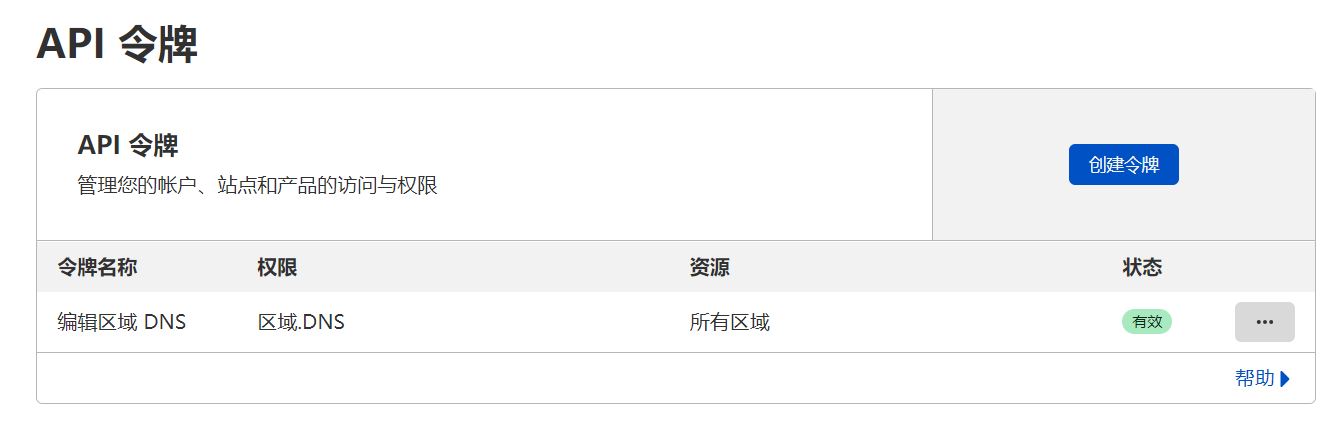 API 令牌
API 令牌
管理您的帐户、站点和产品的访问与权限
创建令牌
令牌名称 权限 资源 状态
编辑区域 DNS 区域.DNS 所有区域 有效 ...
帮助